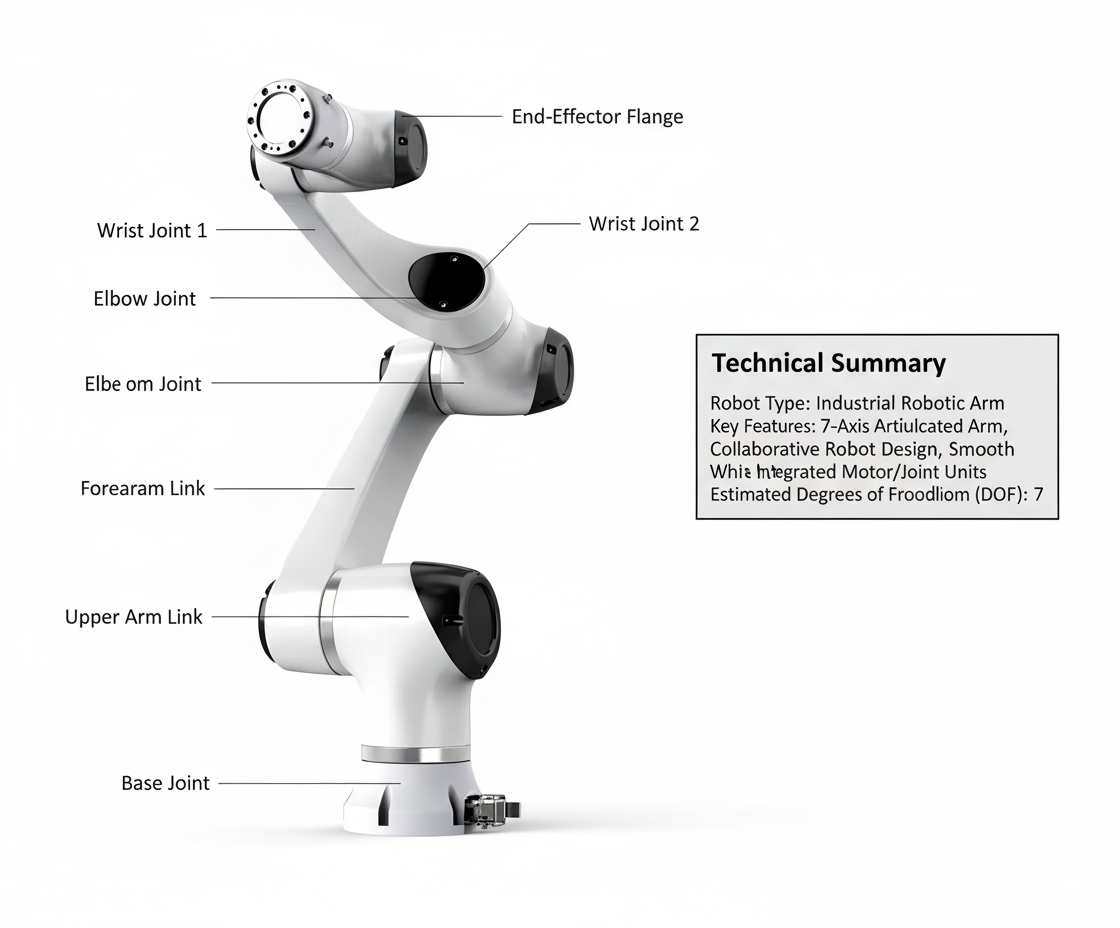 End-Effector Flange
Wrist Joint 1
Wrist Joint 2
Elbow Joint
Elbe om Joint
Forearam Link
Upper Arm Link
Base Joint
Technical Summary
Robot Type: Industrial Robotic Arm
Key Features: 7-Axis Artiulcated Arm,
Collaborative Robot Design, Smooth
Motor/Joint Units
Estimated Degrees of Froodliom (DOF): 7